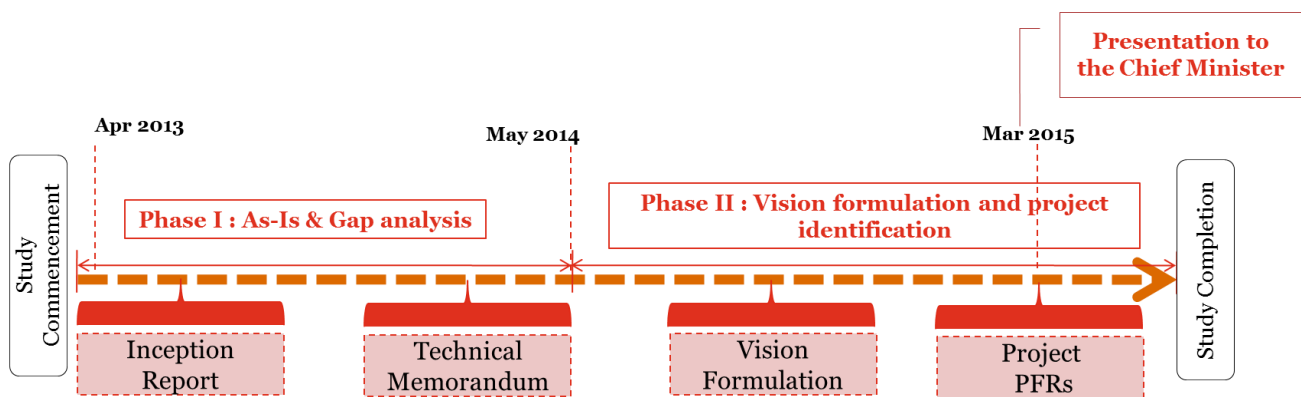 Presentation to
the Chief Minister
Apr 2013
May 2014
Mar 2015
Study
Commencement
Phase I : As-Is & Gap analysis
Phase II : Vision formulation and project
identification
Study Completion
Inception
Report
Technical
Memorandum
Vision
Formulation
Project
PFRs